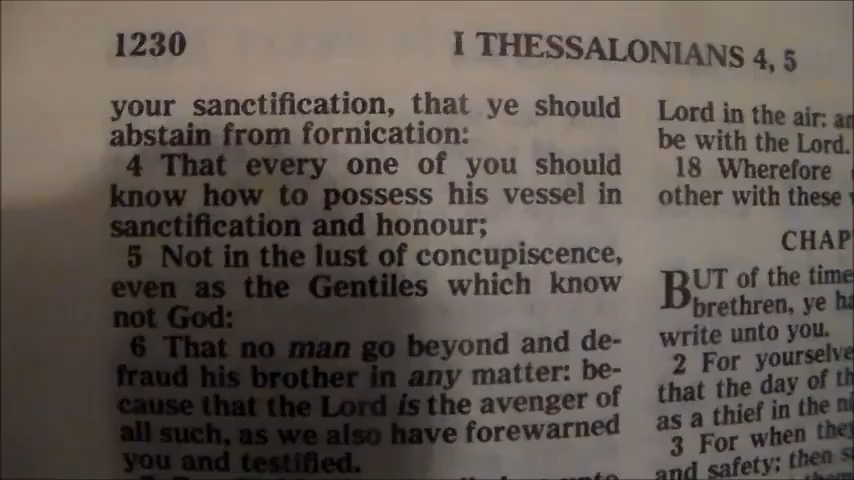 1230
I THESSALONIANS 4, 5
your sanctification, that ye should
abstain from fornication:
4 That every one of you should
know how to possess his vessel in
sanctification and honour;
5 Not in the lust of concupiscence,
even as the Gentiles which know
not God:
6 That no man go beyond and de-
fraud his brother in any matter: be-
cause that the Lord is the avenger of
all such, as we also have forewarned
you and testified.
Lord in the air:
be with the Lord.
18 Wherefore
other with these
CHAP
BUT of the time
brethren, ye
write unto you.
2 For
that the day of
as a thief in the
3 For when they
and safety; then